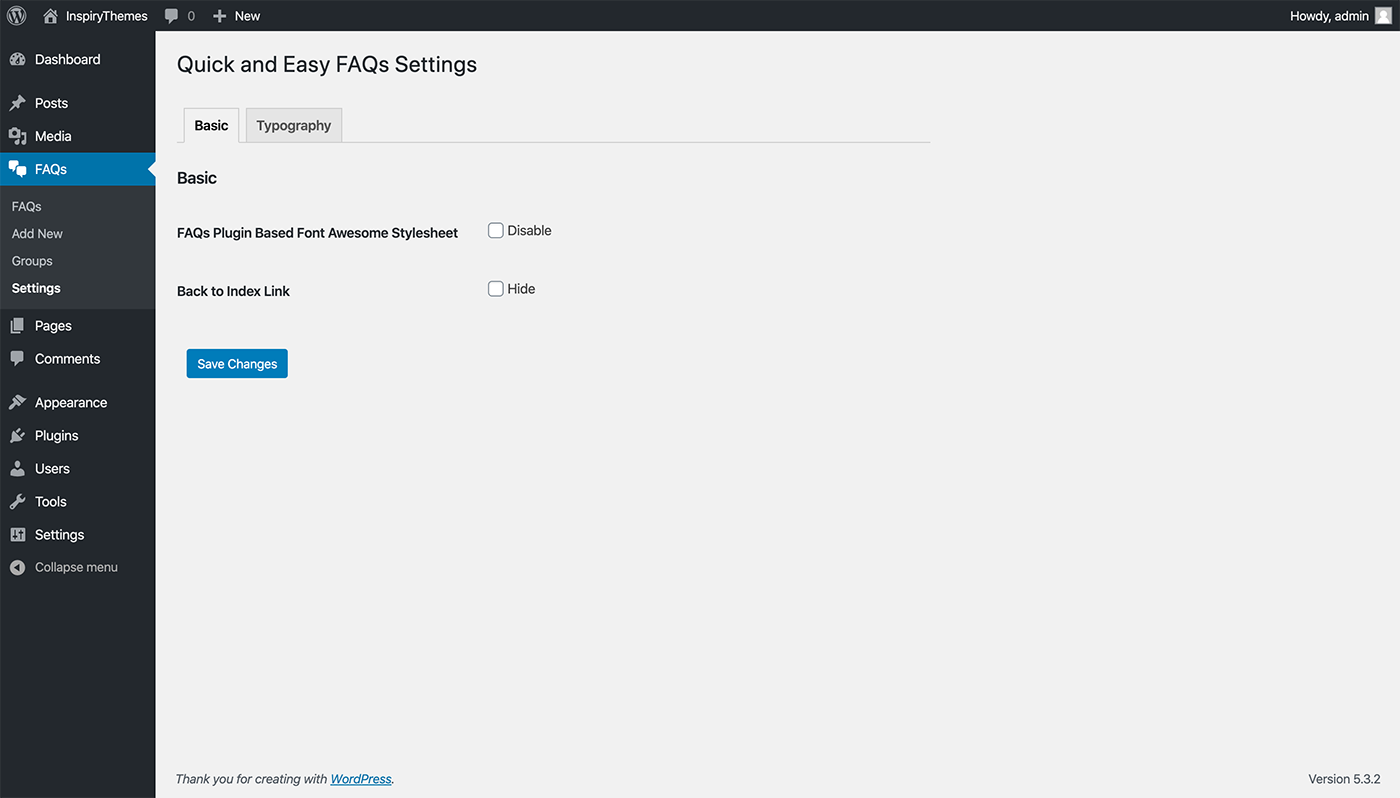 InspiryThemes 0 New Howdy, admin
Dashboard
Posts
Media
FAQs
FAQs
Add New
Groups
Settings
Pages
Comments
Appearance
Plugins
Users
Tools
Settings
Collapse menu
Quick and Easy FAQs Settings
Basic Typography
Basic
FAQs Plugin Based Font Awesome Stylesheet Disable
Back to Index Link Hide
Save Changes
Thank you for creating with WordPress. Version 5.3.2